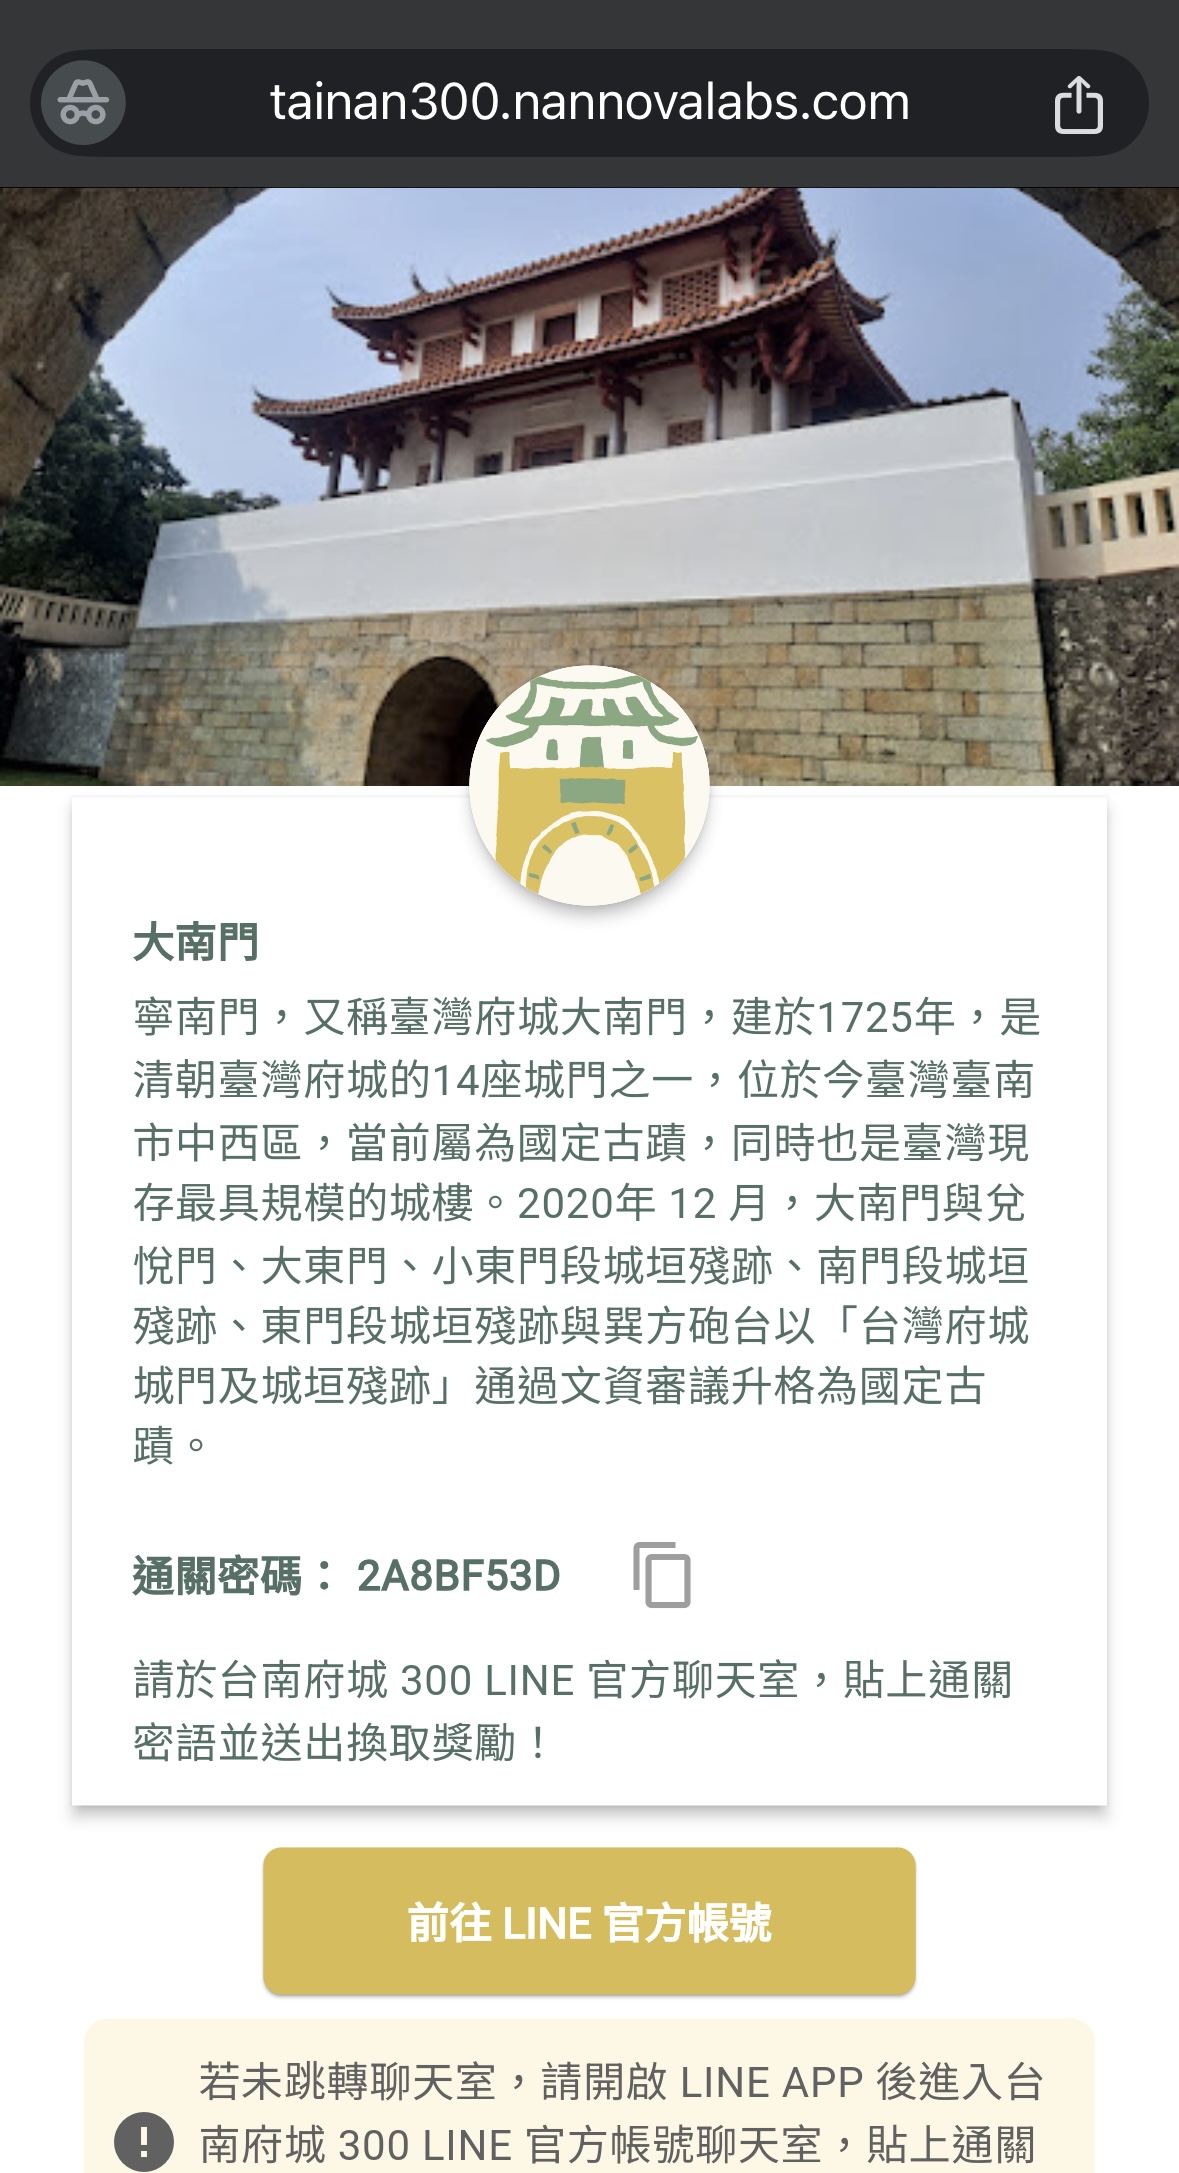 tainan300.nannovalabs.com
大南門
寧南門，又稱臺灣府城大南門，建於1725年，是
清朝臺灣府城的14座城門之一，位於今臺灣臺南
市中西區，當前屬為國定古蹟，同時也是臺灣現
存最具規模的城樓。2020年 12 月，大南門與兌
悅門、大東門、小東門段城垣殘跡、南門段城垣
殘跡、東門段城垣殘跡與巽方砲台以「台灣府城
城門及城垣殘跡」通過文資審議升格為國定古
蹟。
通關密碼： 2A8BF53D
請於台南府城 300 LINE 官方聊天室，貼上通關
密語並送出換取獎勵！
前往 LINE 官方帳號
若未跳轉聊天室，請開啟 LINE APP 後進入台
南府城 300 LINE 官方帳號聊天室，貼上通關